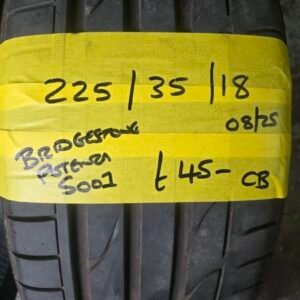 225/35/18
08/25
BRIDGESTONE
POTENZA
S001
£45-
CB